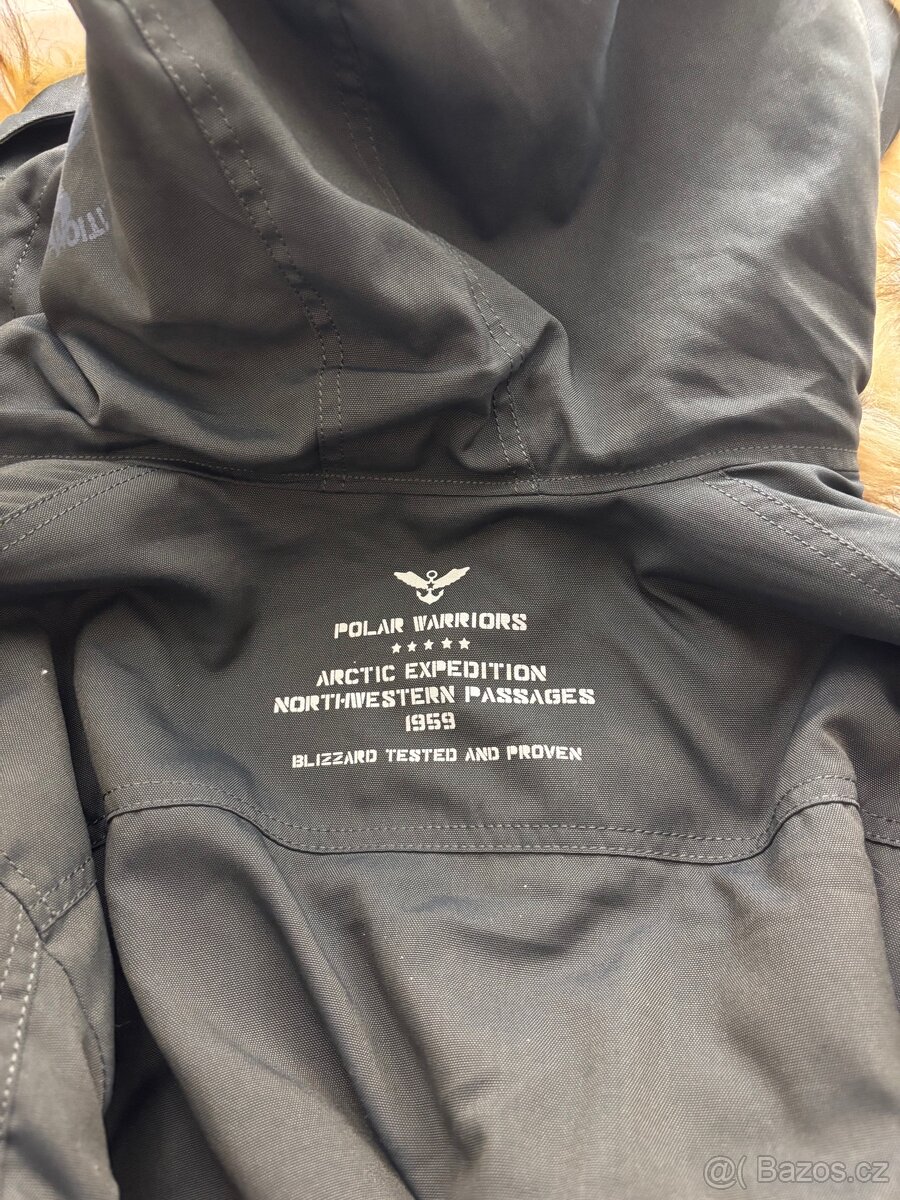 POLAR WARRIORS
ARCTIC EXPEDITION
NORTHWESTERN PASSAGES
1959
BLIZZARD TESTED AND PROVEN
@( Bazos.cz